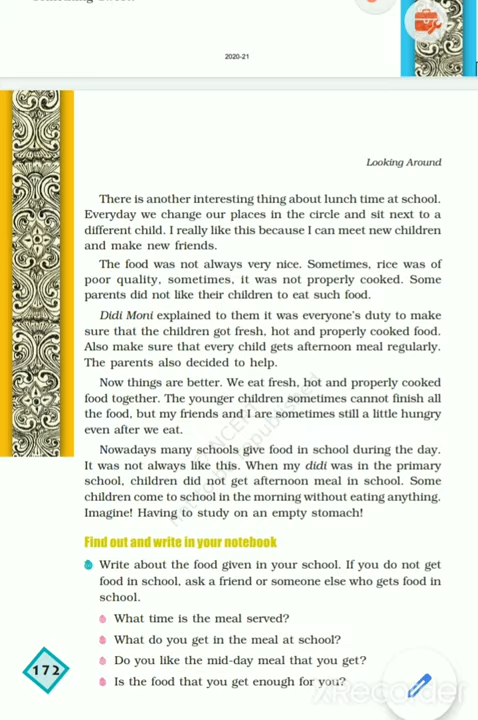 2020-21
Looking Around
There is another interesting thing about lunch time at school.
Everyday we change our places in the circle and sit next to a
different child. I really like this because I can meet new children
and make new friends.
The food was not always very nice. Sometimes, rice was of
poor quality, sometimes, it was not properly cooked. Some
parents did not like their children to eat such food.
Didi Moni explained to them it was everyone's duty to make
sure that the children got fresh, hot and properly cooked food.
Also make sure that every child gets afternoon meal regularly.
The parents also decided to help.
Now things are better. We eat fresh, hot and properly cooked
food together. The younger children sometimes cannot finish all
the food, but my friends and I are sometimes still a little hungry
even after we eat.
Nowadays many schools give food in school during the day.
It was not always like this. When my didi was in the primary
school, children did not get afternoon meal in school. Some
children come to school in the morning without eating anything.
Imagine! Having to study on an empty stomach!
Find out and write in your notebook
Write about the food given in your school. If you do not get
food in school, ask a friend or someone else who gets food in
school.
What time is the meal served?
What do you get in the meal at school?
Do you like the mid-day meal that you get?
Is the food that you get enough for you?
172
XRecorder